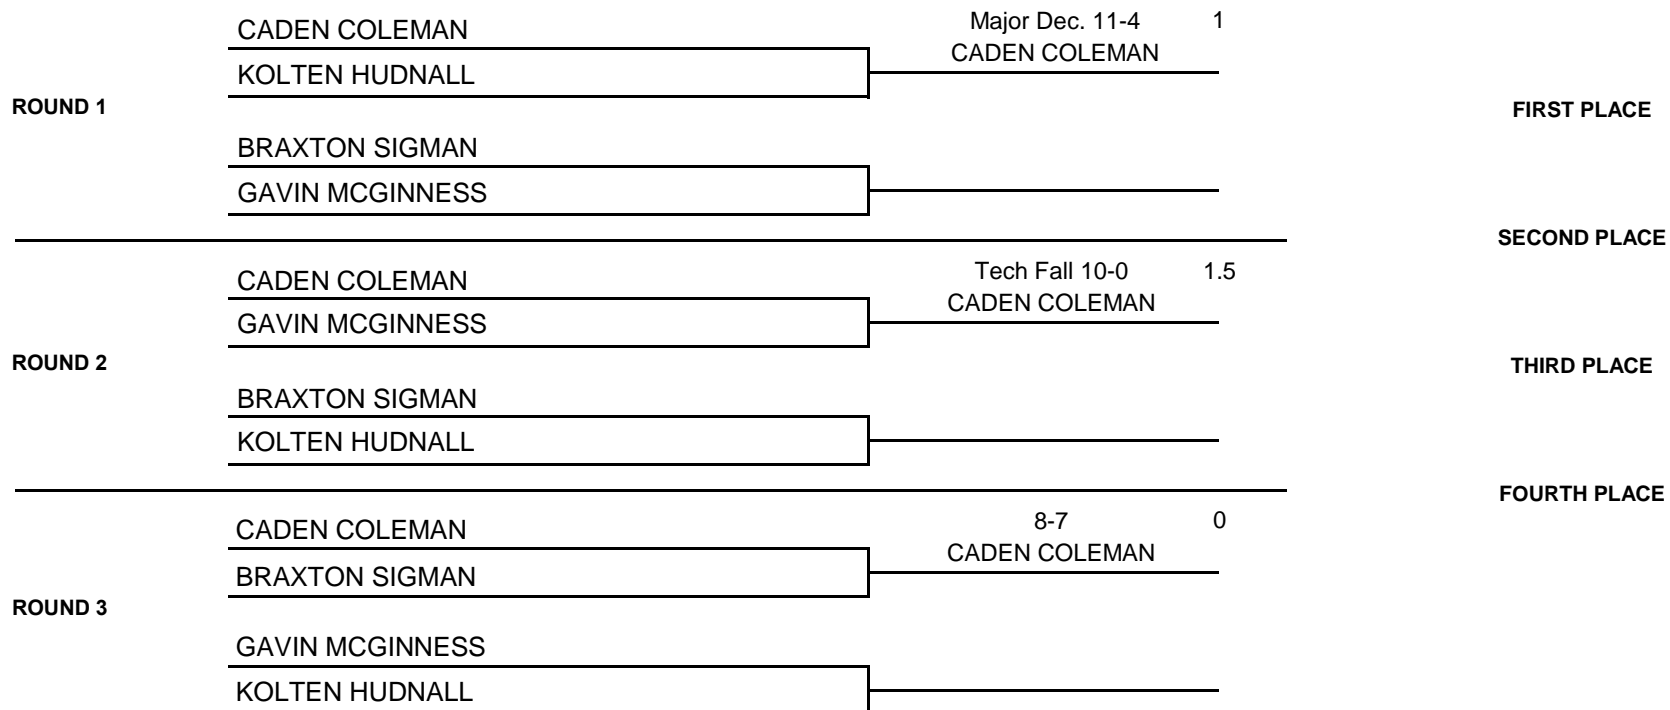 CADEN COLEMAN
Major Dec. 11-4 1
CADEN COLEMAN
KOLTEN HUDNALL
ROUND 1
FIRST PLACE
BRAXTON SIGMAN
GAVIN MCGINNESS
SECOND PLACE
CADEN COLEMAN
Tech Fall 10-0 1.5
CADEN COLEMAN
GAVIN MCGINNESS
ROUND 2
THIRD PLACE
BRAXTON SIGMAN
KOLTEN HUDNALL
FOURTH PLACE
CADEN COLEMAN
8-7 0
CADEN COLEMAN
BRAXTON SIGMAN
ROUND 3
GAVIN MCGINNESS
KOLTEN HUDNALL